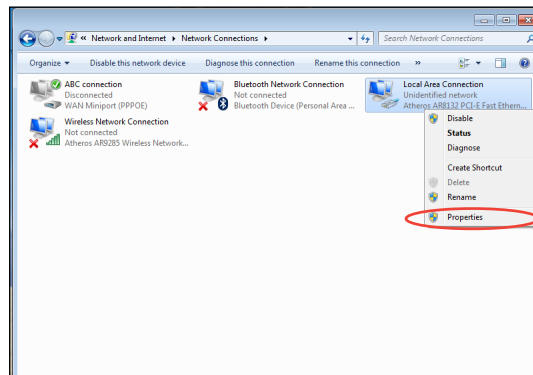 « Network and Internet ▸ Network Connections ▸ Search Network Connections
Organize ▾ Disable this network device Diagnose this connection Rename this connection »
ABC connection
Disconnected
WAN Miniport (PPPOE)
Bluetooth Network Connection
Not connected
Bluetooth Device (Personal Area ...
Local Area Connection
Unidentified network
Atheros AR8132 PCI-E Fast Ethern...
Wireless Network Connection
Not connected
Atheros AR9285 Wireless Network...
Disable
Status
Diagnose
Create Shortcut
Delete
Rename
Properties